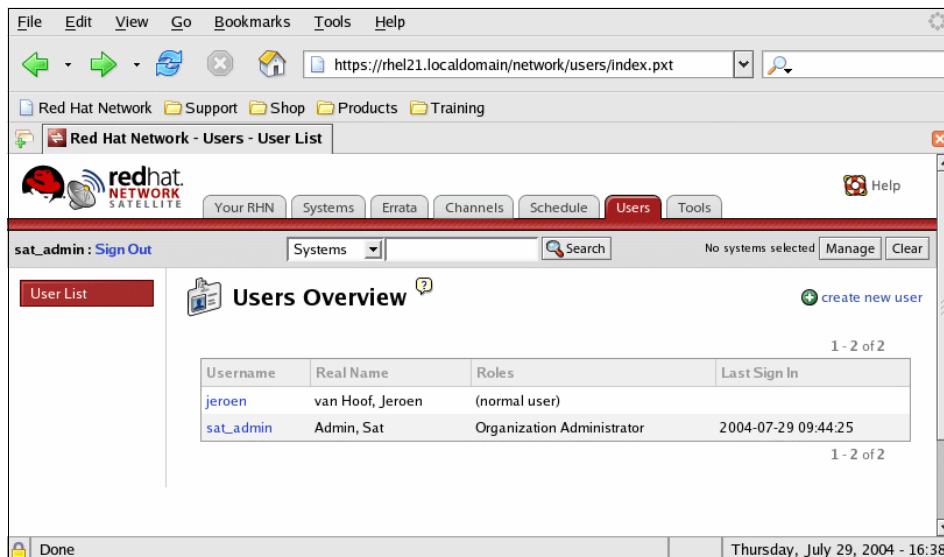 File Edit View Go Bookmarks Tools Help
https://rhel21.localdomain/network/users/index.pxt
Red Hat Network Support Shop Products Training
Red Hat Network - Users - User List
redhat.
NETWORK
SATELLITE
Your RHN Systems Errata Channels Schedule Users Tools
Help
sat_admin : Sign Out Systems Search No systems selected Manage Clear
User List
Users Overview ?
create new user
1 - 2 of 2
Username Real Name Roles Last Sign In
jeroen van Hoof, Jeroen (normal user)
sat_admin Admin, Sat Organization Administrator 2004-07-29 09:44:25
1 - 2 of 2
Done Thursday, July 29, 2004 - 16:38